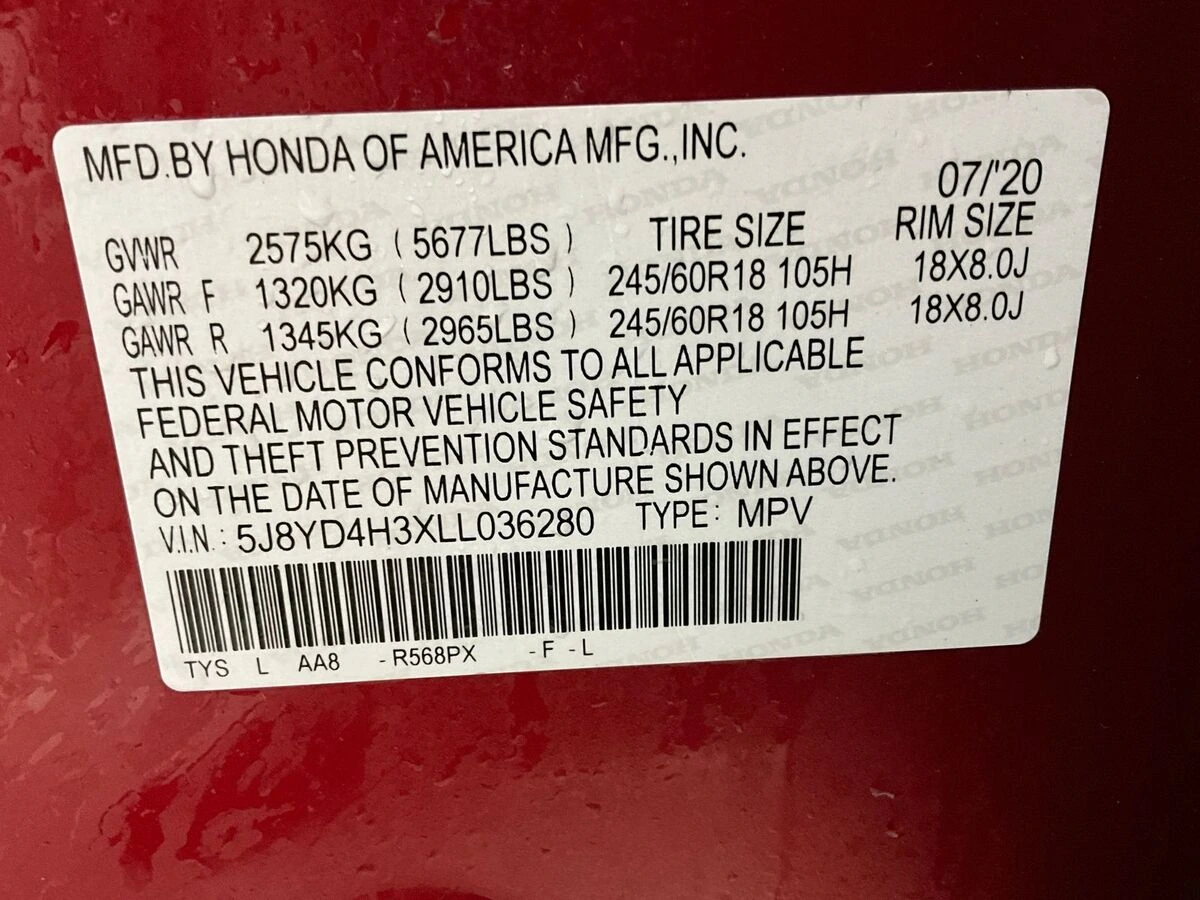 MFD.BY HONDA OF AMERICA MFG.,INC.
07/'20
GVWR 2575KG ( 5677LBS ) TIRE SIZE RIM SIZE
GAWR F 1320KG ( 2910LBS ) 245/60R18 105H 18X8.0J
GAWR R 1345KG ( 2965LBS ) 245/60R18 105H 18X8.0J
THIS VEHICLE CONFORMS TO ALL APPLICABLE
FEDERAL MOTOR VEHICLE SAFETY
AND THEFT PREVENTION STANDARDS IN EFFECT
ON THE DATE OF MANUFACTURE SHOWN ABOVE.
V.I.N. : 5J8YD4H3XLL036280 TYPE: MPV
TYS L AA8 -R568PX -F -L